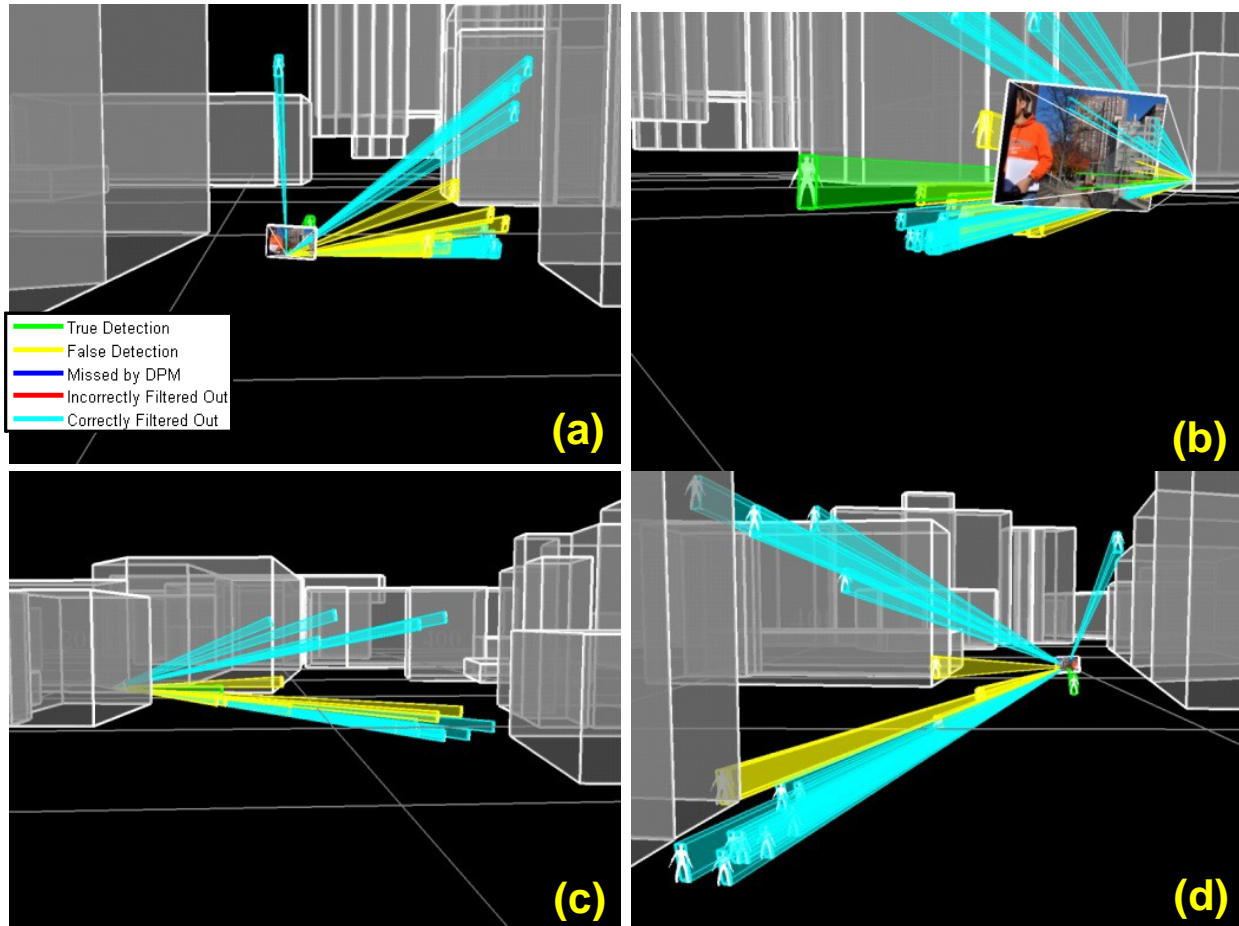 True Detection
False Detection
Missed by DPM
Incorrectly Filtered Out
Correctly Filtered Out
(a)
(b)
(c)
(d)